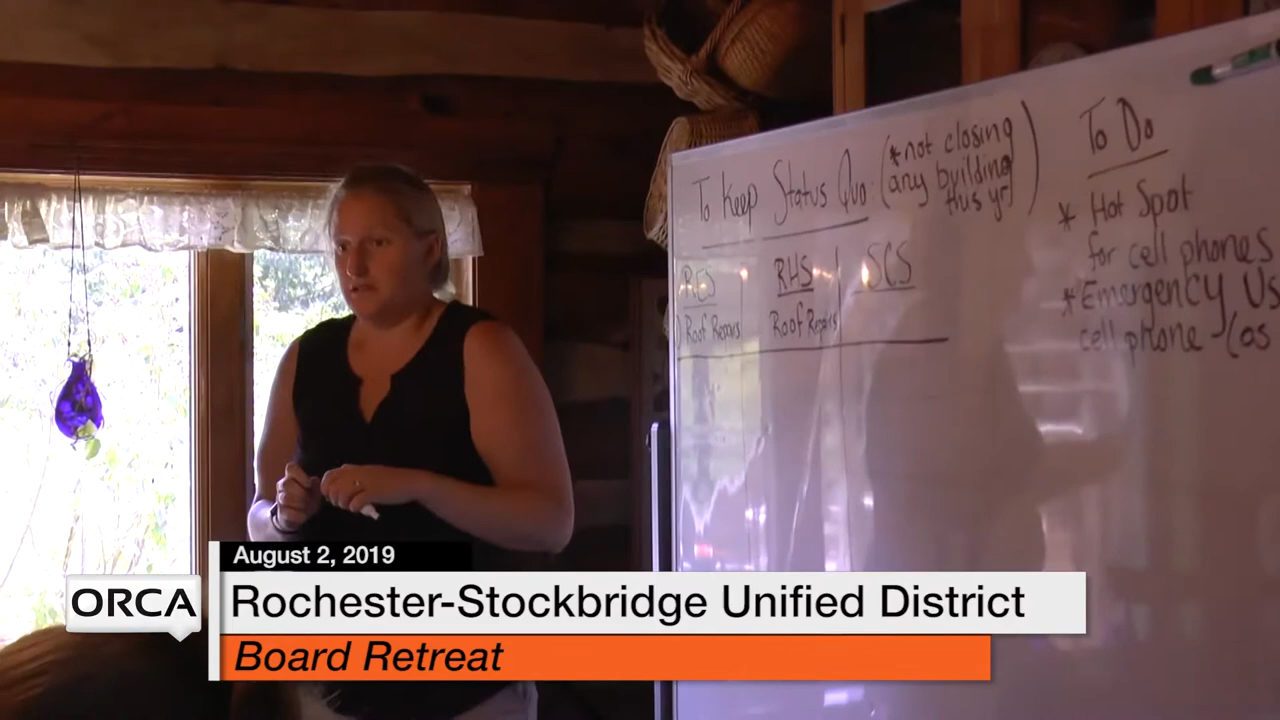 To Keep Status Quo: (*not closing
any building
this yr)
RES RHS SCS
Roof Repairs Roof Repairs
To Do
* Hot Spot
for cell phones
*Emergency Us
cell phone - (os
August 2, 2019
ORCA
Rochester-Stockbridge Unified District
Board Retreat